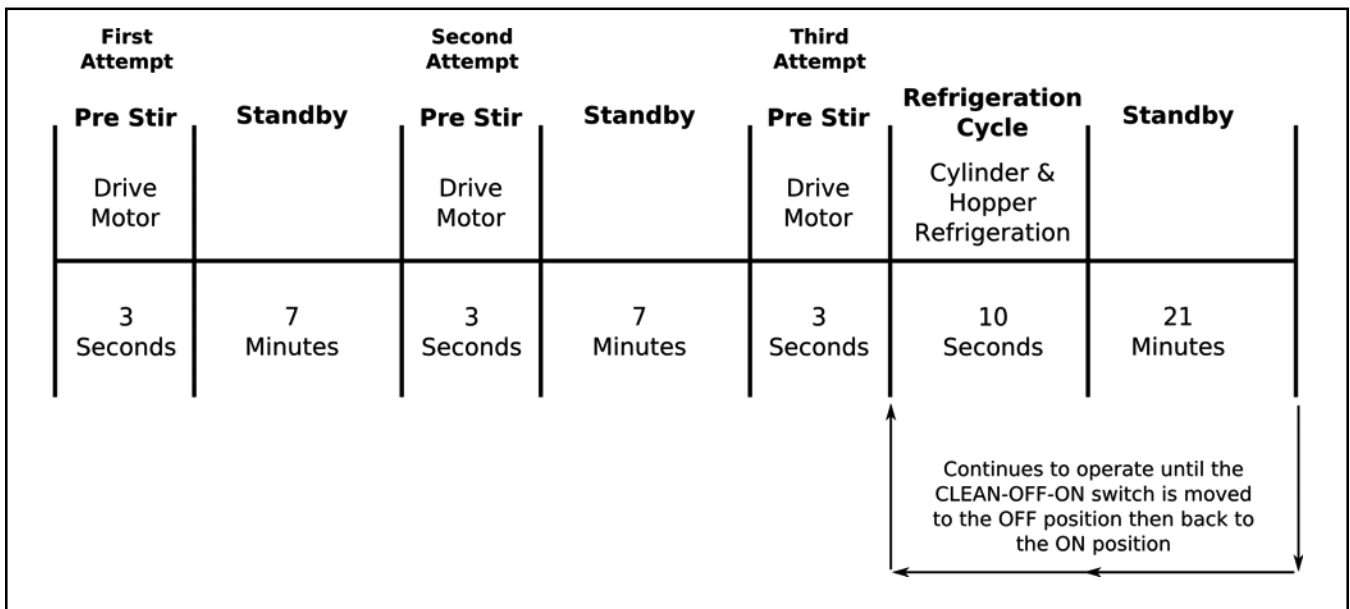 First
Attempt
Second
Attempt
Third
Attempt
Pre Stir
Standby
Pre Stir
Standby
Pre Stir
Refrigeration
Cycle
Standby
Drive
Motor
Drive
Motor
Drive
Motor
Cylinder &
Hopper
Refrigeration
3
Seconds
7
Minutes
3
Seconds
7
Minutes
3
Seconds
10
Seconds
21
Minutes
Continues to operate until the
CLEAN-OFF-ON switch is moved
to the OFF position then back to
the ON position